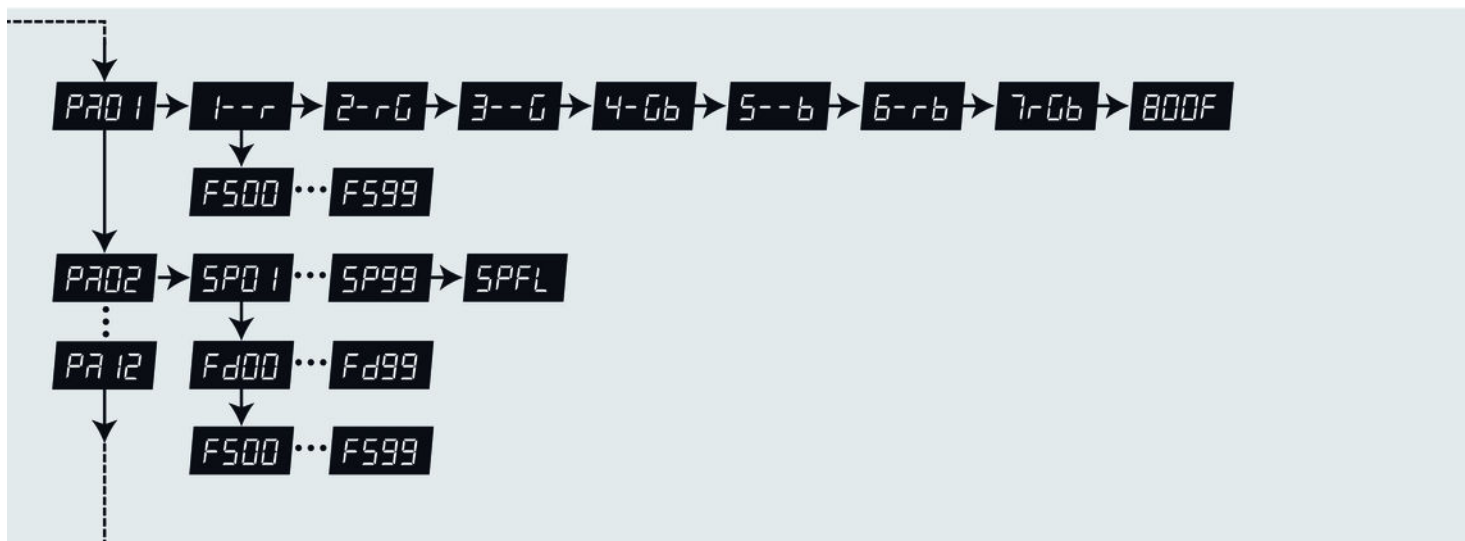 PA01 1--r 2-rG 3--G 4-Gb 5--b 6-rb 7rGb 800F
FS00 ••• FS99
PA02 SP01 ••• SP99 SPFL
PA12 Fd00 ••• Fd99
FS00 ••• FS99